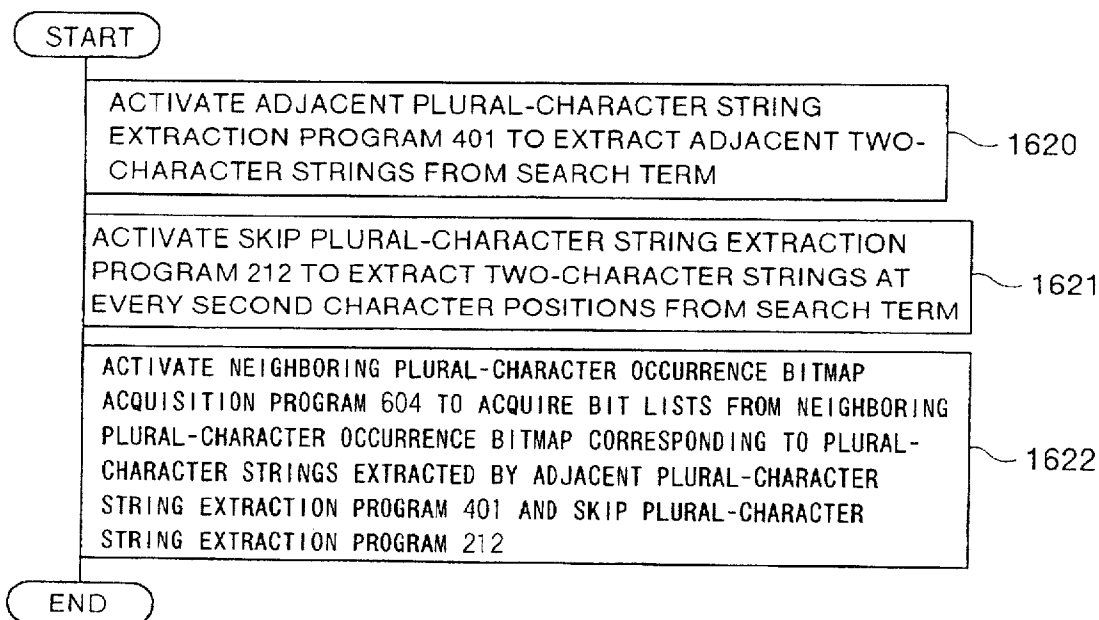 START
ACTIVATE ADJACENT PLURAL-CHARACTER STRING
EXTRACTION PROGRAM 401 TO EXTRACT ADJACENT TWO-
CHARACTER STRINGS FROM SEARCH TERM
1620
ACTIVATE SKIP PLURAL-CHARACTER STRING EXTRACTION
PROGRAM 212 TO EXTRACT TWO-CHARACTER STRINGS AT
EVERY SECOND CHARACTER POSITIONS FROM SEARCH TERM
1621
ACTIVATE NEIGHBORING PLURAL-CHARACTER OCCURRENCE BITMAP
ACQUISITION PROGRAM 604 TO ACQUIRE BIT LISTS FROM NEIGHBORING
PLURAL-CHARACTER OCCURRENCE BITMAP CORRESPONDING TO PLURAL-
CHARACTER STRINGS EXTRACTED BY ADJACENT PLURAL-CHARACTER
STRING EXTRACTION PROGRAM 401 AND SKIP PLURAL-CHARACTER
STRING EXTRACTION PROGRAM 212
1622
END